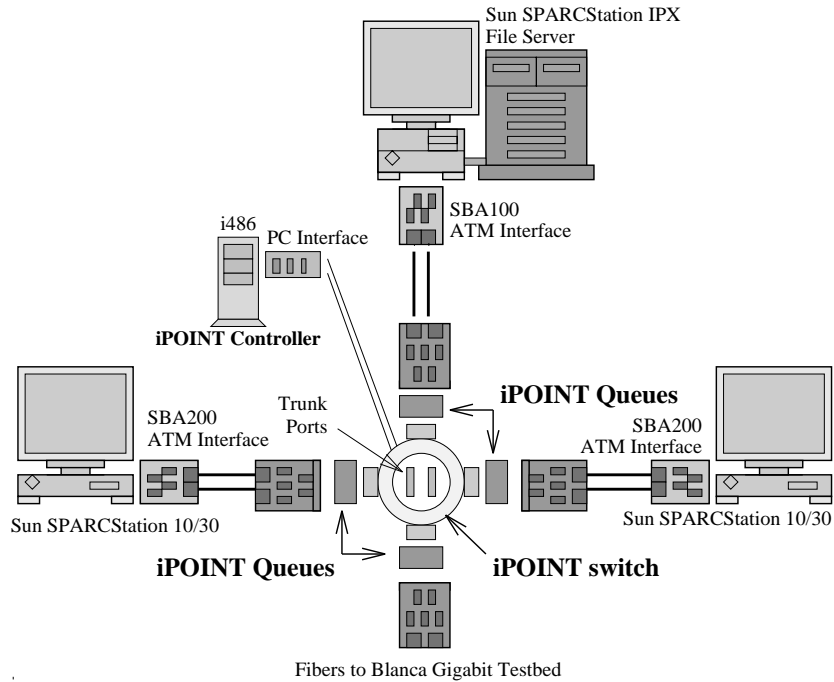 Sun SPARCStation IPX
File Server
SBA100
ATM Interface
i486
PC Interface
iPOINT Controller
iPOINT Queues
Trunk
Ports
SBA200
ATM Interface
SBA200
ATM Interface
Sun SPARCStation 10/30
Sun SPARCStation 10/30
iPOINT Queues
iPOINT switch
Fibers to Blanca Gigabit Testbed